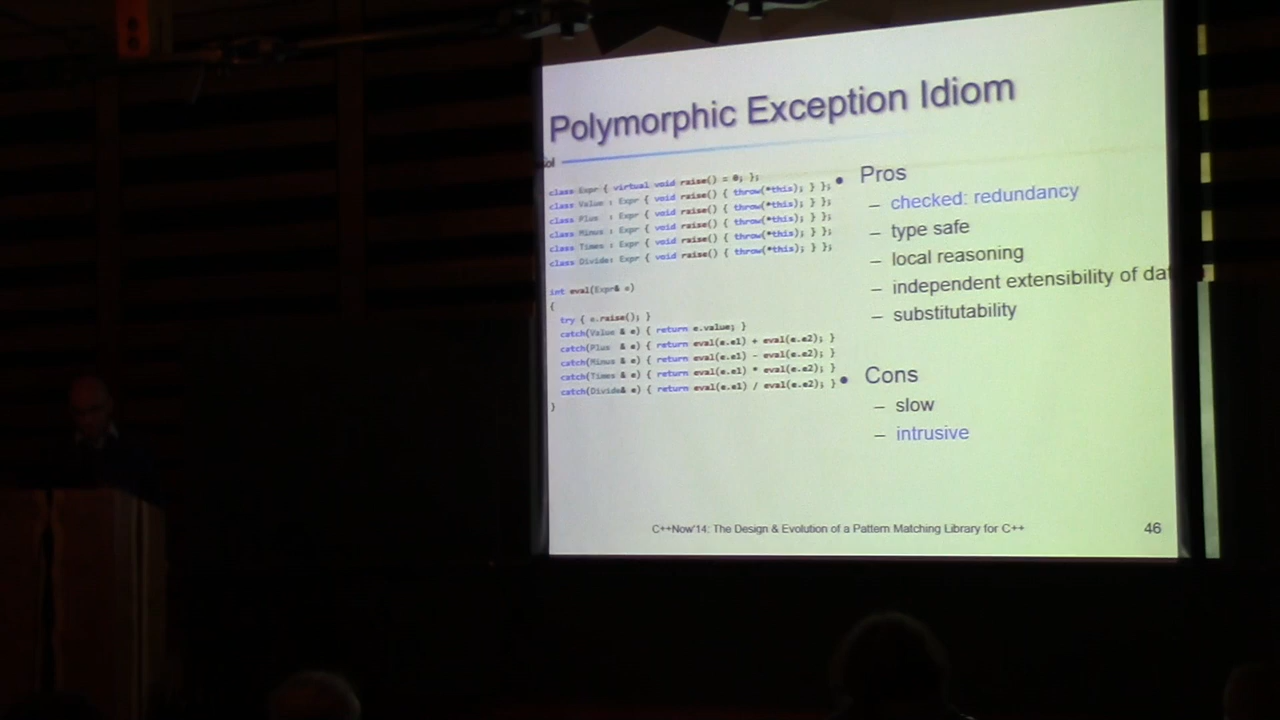 Polymorphic Exception Idiom
ol
class Expr { virtual void raise() = 0; };
class Value : Expr { void raise() { throw(*this); } };
class Plus : Expr { void raise() { throw(*this); } };
class Minus : Expr { void raise() { throw(*this); } };
class Times : Expr { void raise() { throw(*this); } };
class Divide: Expr { void raise() { throw(*this); } };
int eval(Expr& e)
{
try { e.raise(); }
catch(Value & e) { return e.value; }
catch(Plus & e) { return eval(e.e1) + eval(e.e2); }
catch(Minus & e) { return eval(e.e1) - eval(e.e2); }
catch(Times & e) { return eval(e.e1) * eval(e.e2); }
catch(Divide& e) { return eval(e.e1) / eval(e.e2); }
}
• Pros
– checked: redundancy
– type safe
– local reasoning
– independent extensibility of dat
– substitutability
• Cons
– slow
– intrusive
C++Now'14: The Design & Evolution of a Pattern Matching Library for C++
46